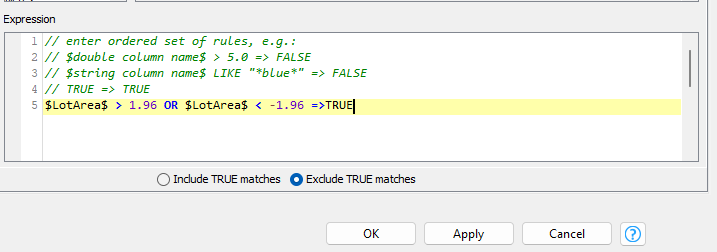 Expression
1 // enter ordered set of rules, e.g.:
2 // $double column name$ > 5.0 => FALSE
3 // $string column name$ LIKE "*blue*" => FALSE
4 // TRUE => TRUE
5 $LotArea$ > 1.96 OR $LotArea$ < -1.96 =>TRUE
Include TRUE matches Exclude TRUE matches
OK Apply Cancel ?